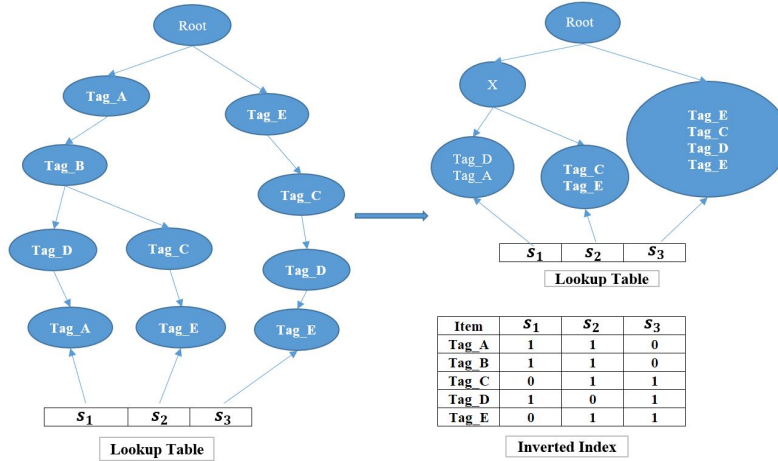 Root
Tag_A
Tag_E
Tag_B
Tag_C
Tag_D
Tag_C
Tag_D
Tag_A
Tag_E
Tag_E
s₁ s₂ s₃
Lookup Table
Root
X
Tag_E
Tag_C
Tag_D
Tag_E
Tag_D
Tag_A
Tag_C
Tag_E
s₁ s₂ s₃
Lookup Table
Item s₁ s₂ s₃
Tag_A 1 1 0
Tag_B 1 1 0
Tag_C 0 1 1
Tag_D 1 0 1
Tag_E 0 1 1
Inverted Index